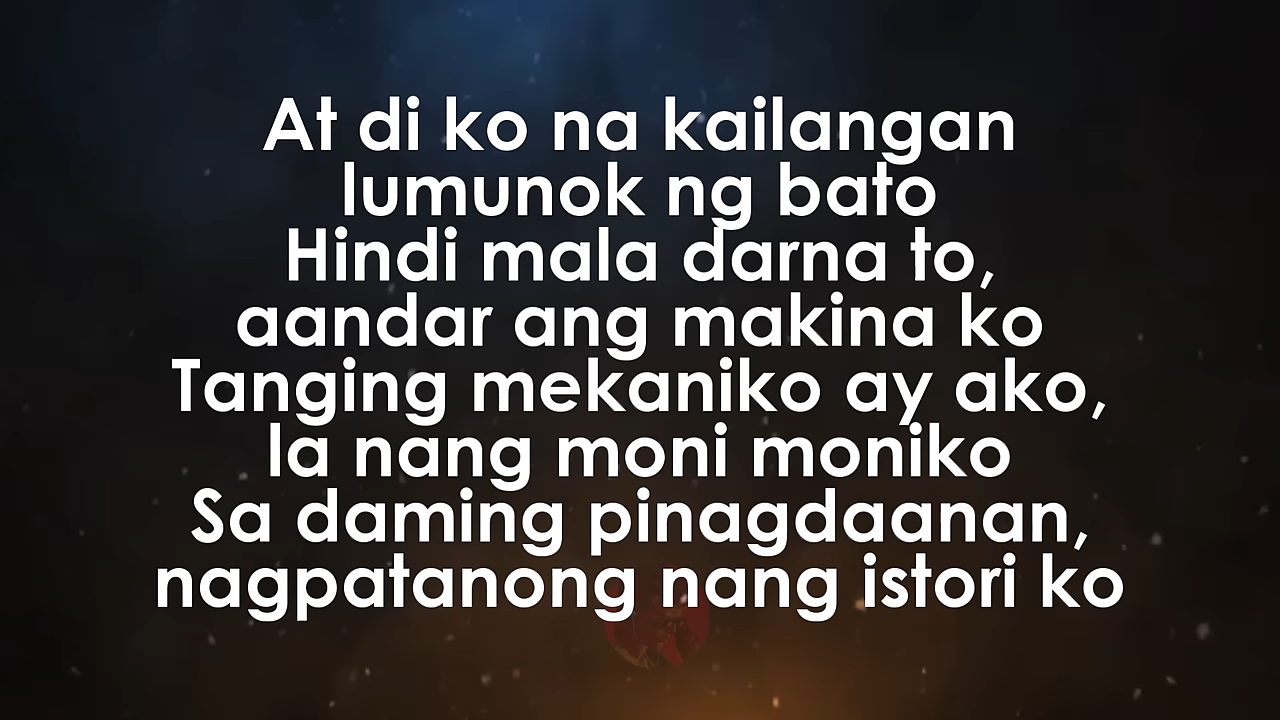 At di ko na kailangan
lumunok ng bato
Hindi mala darna to,
aandar ang makina ko
Tanging mekaniko ay ako,
la nang moni moniko
Sa daming pinagdaanan,
nagpatanong nang istori ko